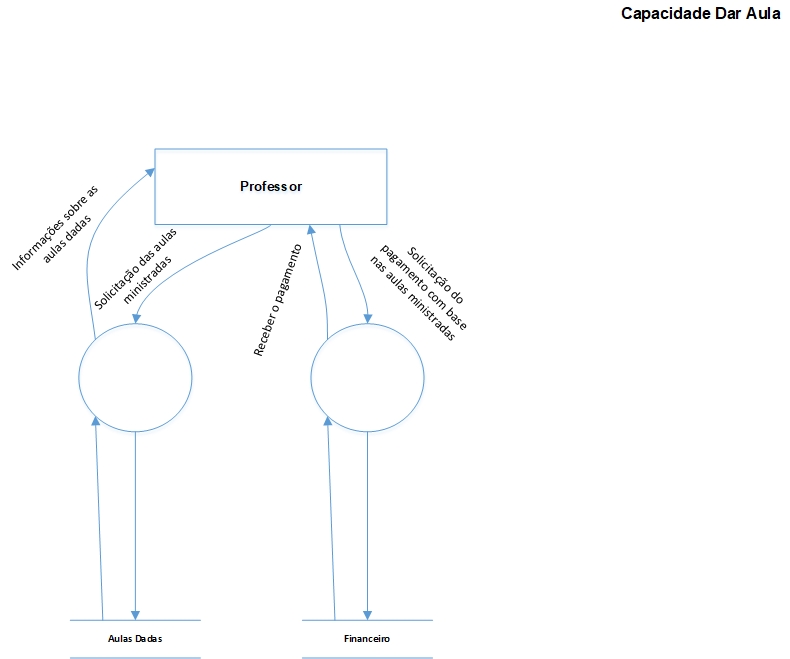 Capacidade Dar Aula
Professor
Informações sobre as
aulas dadas
Solicitação das aulas
ministradas
Receber o pagamento
Solicitação do
pagamento com base
nas aulas ministradas
Aulas Dadas
Financeiro